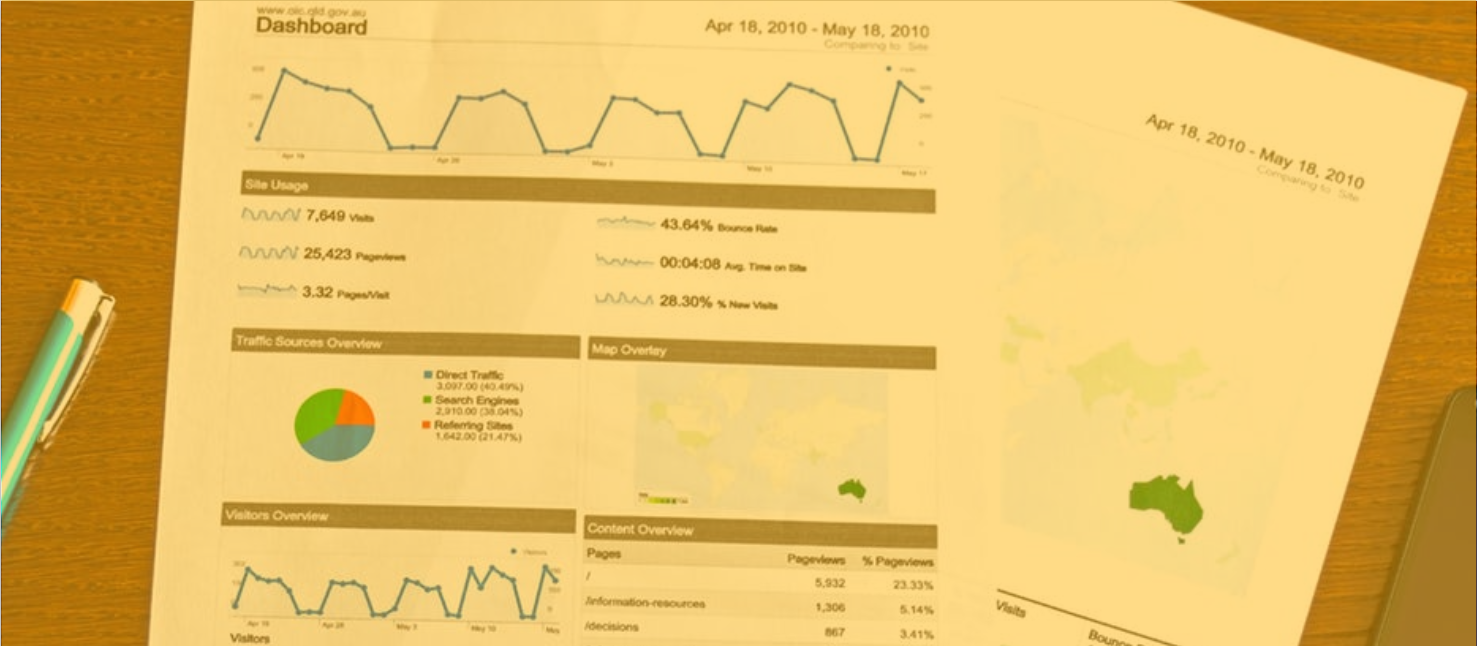 www.oic.qld.gov.au
Dashboard
Apr 18, 2010 - May 18, 2010
Comparing to: Site
Site Usage
7,649 Visits
43.64% Bounce Rate
25,423 Pageviews
00:04:08 Avg. Time on Site
3.32 Pages/Visit
28.30% % New Visits
Traffic Sources Overview
Direct Traffic
3,097.00 (40.49%)
Search Engines
2,910.00 (38.04%)
Referring Sites
1,642.00 (21.47%)
Map Overlay
Visitors Overview
Visitors
Content Overview
Pages Pageviews % Pageviews
/ 5,932 23.33%
/information-resources 1,306 5.14%
/decisions 867 3.41%
Apr 18, 2010 - May 18, 2010
Comparing to: Site
Visits